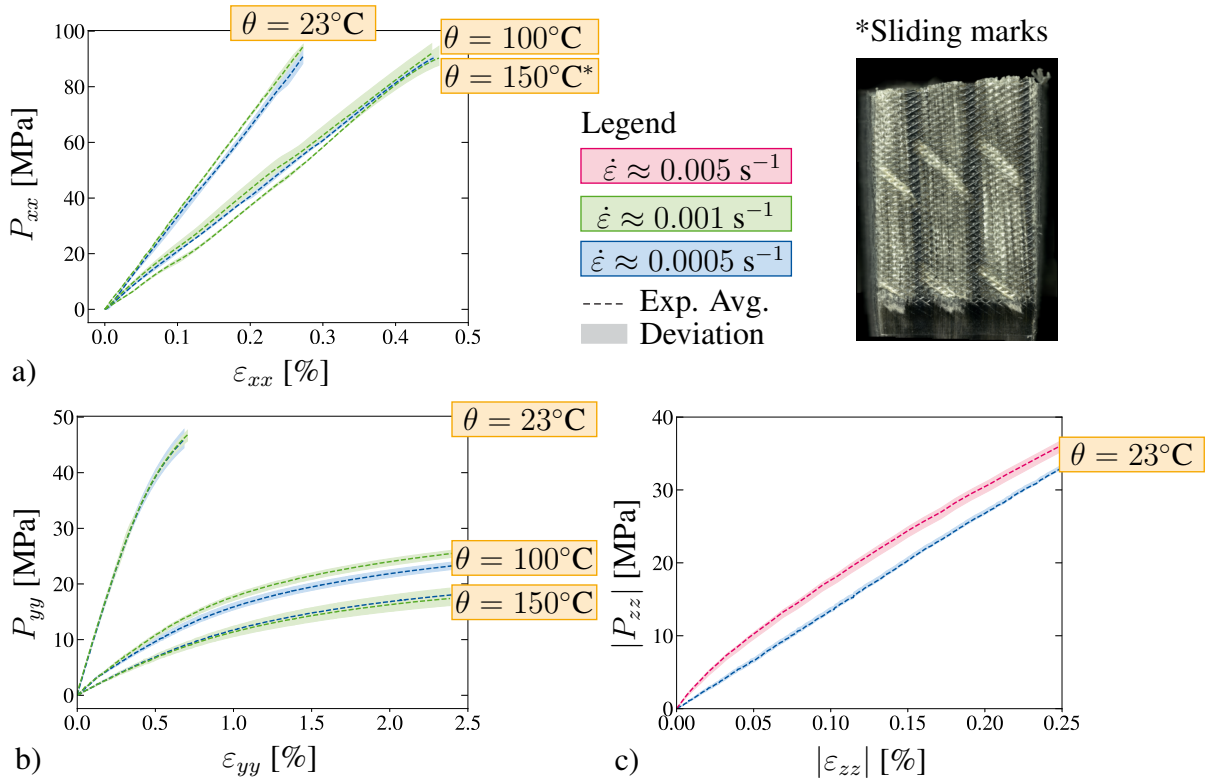 θ = 23°C
θ = 100°C
θ = 150°C*
100
80
60
40
20
0
P_xx [MPa]
0.0 0.1 0.2 0.3 0.4 0.5
ε_xx [%]
a)
Legend
ε̇ ≈ 0.005 s⁻¹
ε̇ ≈ 0.001 s⁻¹
ε̇ ≈ 0.0005 s⁻¹
Exp. Avg.
Deviation
*Sliding marks
θ = 23°C
θ = 100°C
θ = 150°C
50
40
30
20
10
0
P_yy [MPa]
0.0 0.5 1.0 1.5 2.0 2.5
ε_yy [%]
b)
θ = 23°C
40
30
20
10
0
|P_zz| [MPa]
0.00 0.05 0.10 0.15 0.20 0.25
|ε_zz| [%]
c)